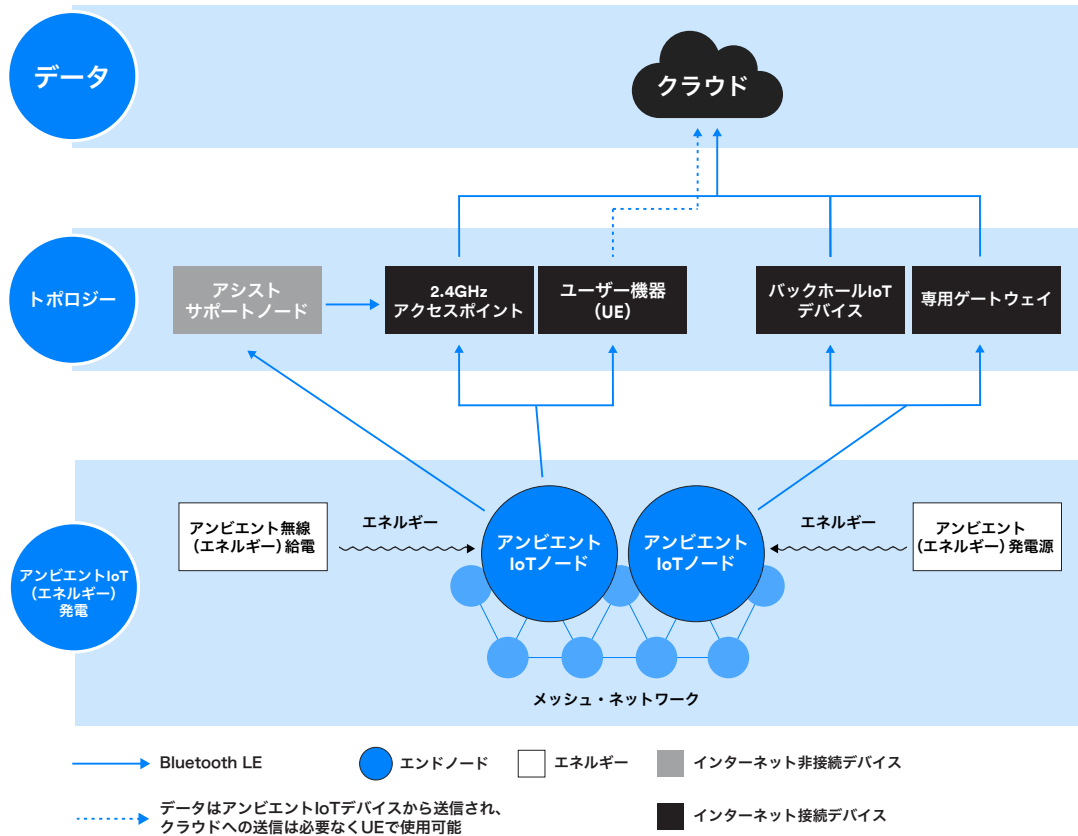 データ
クラウド
トポロジー
アシスト
サポートノード
2.4GHz
アクセスポイント
ユーザー機器
（UE）
バックホールIoT
デバイス
専用ゲートウェイ
アンビエントIoT
（エネルギー）
発電
アンビエント無線
（エネルギー）給電
エネルギー
アンビエント
IoTノード
アンビエント
IoTノード
エネルギー
アンビエント
（エネルギー）発電源
メッシュ・ネットワーク
Bluetooth LE
エンドノード
エネルギー
インターネット非接続デバイス
データはアンビエントIoTデバイスから送信され、
クラウドへの送信は必要なくUEで使用可能
インターネット接続デバイス